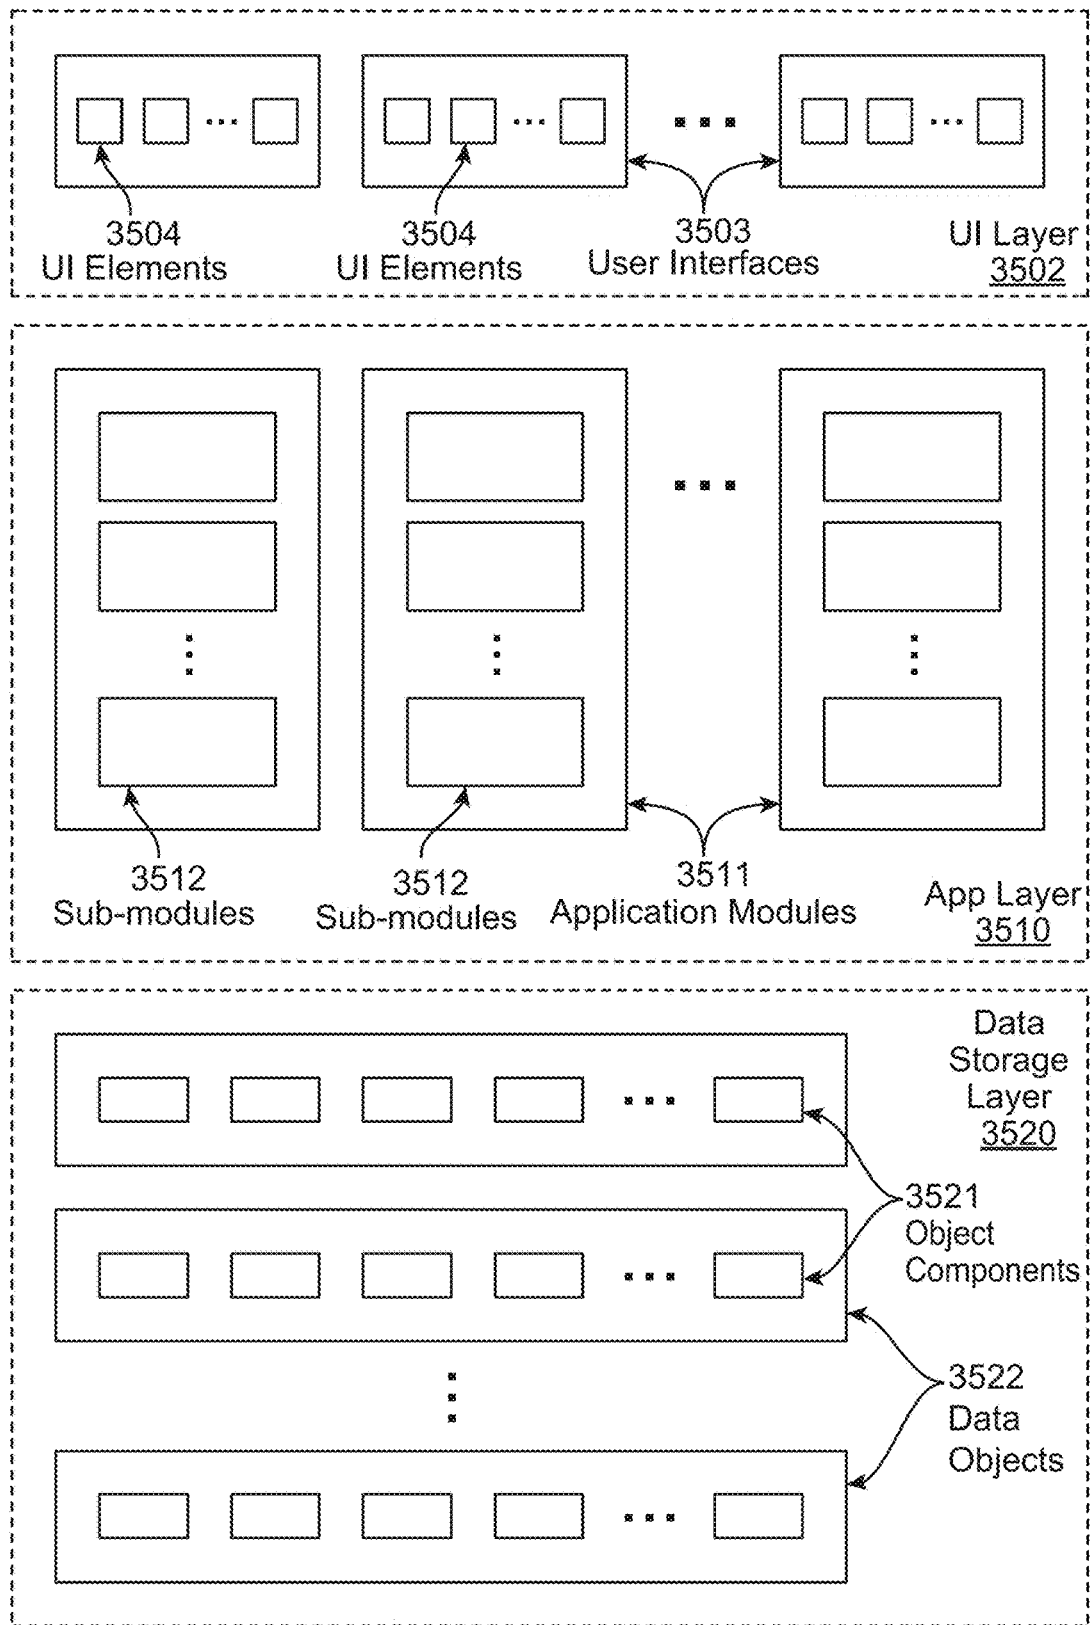 3504
UI Elements
3504
UI Elements
3503
User Interfaces
UI Layer
3502
3512
Sub-modules
3512
Sub-modules
3511
Application Modules
App Layer
3510
Data
Storage
Layer
3520
3521
Object
Components
3522
Data
Objects